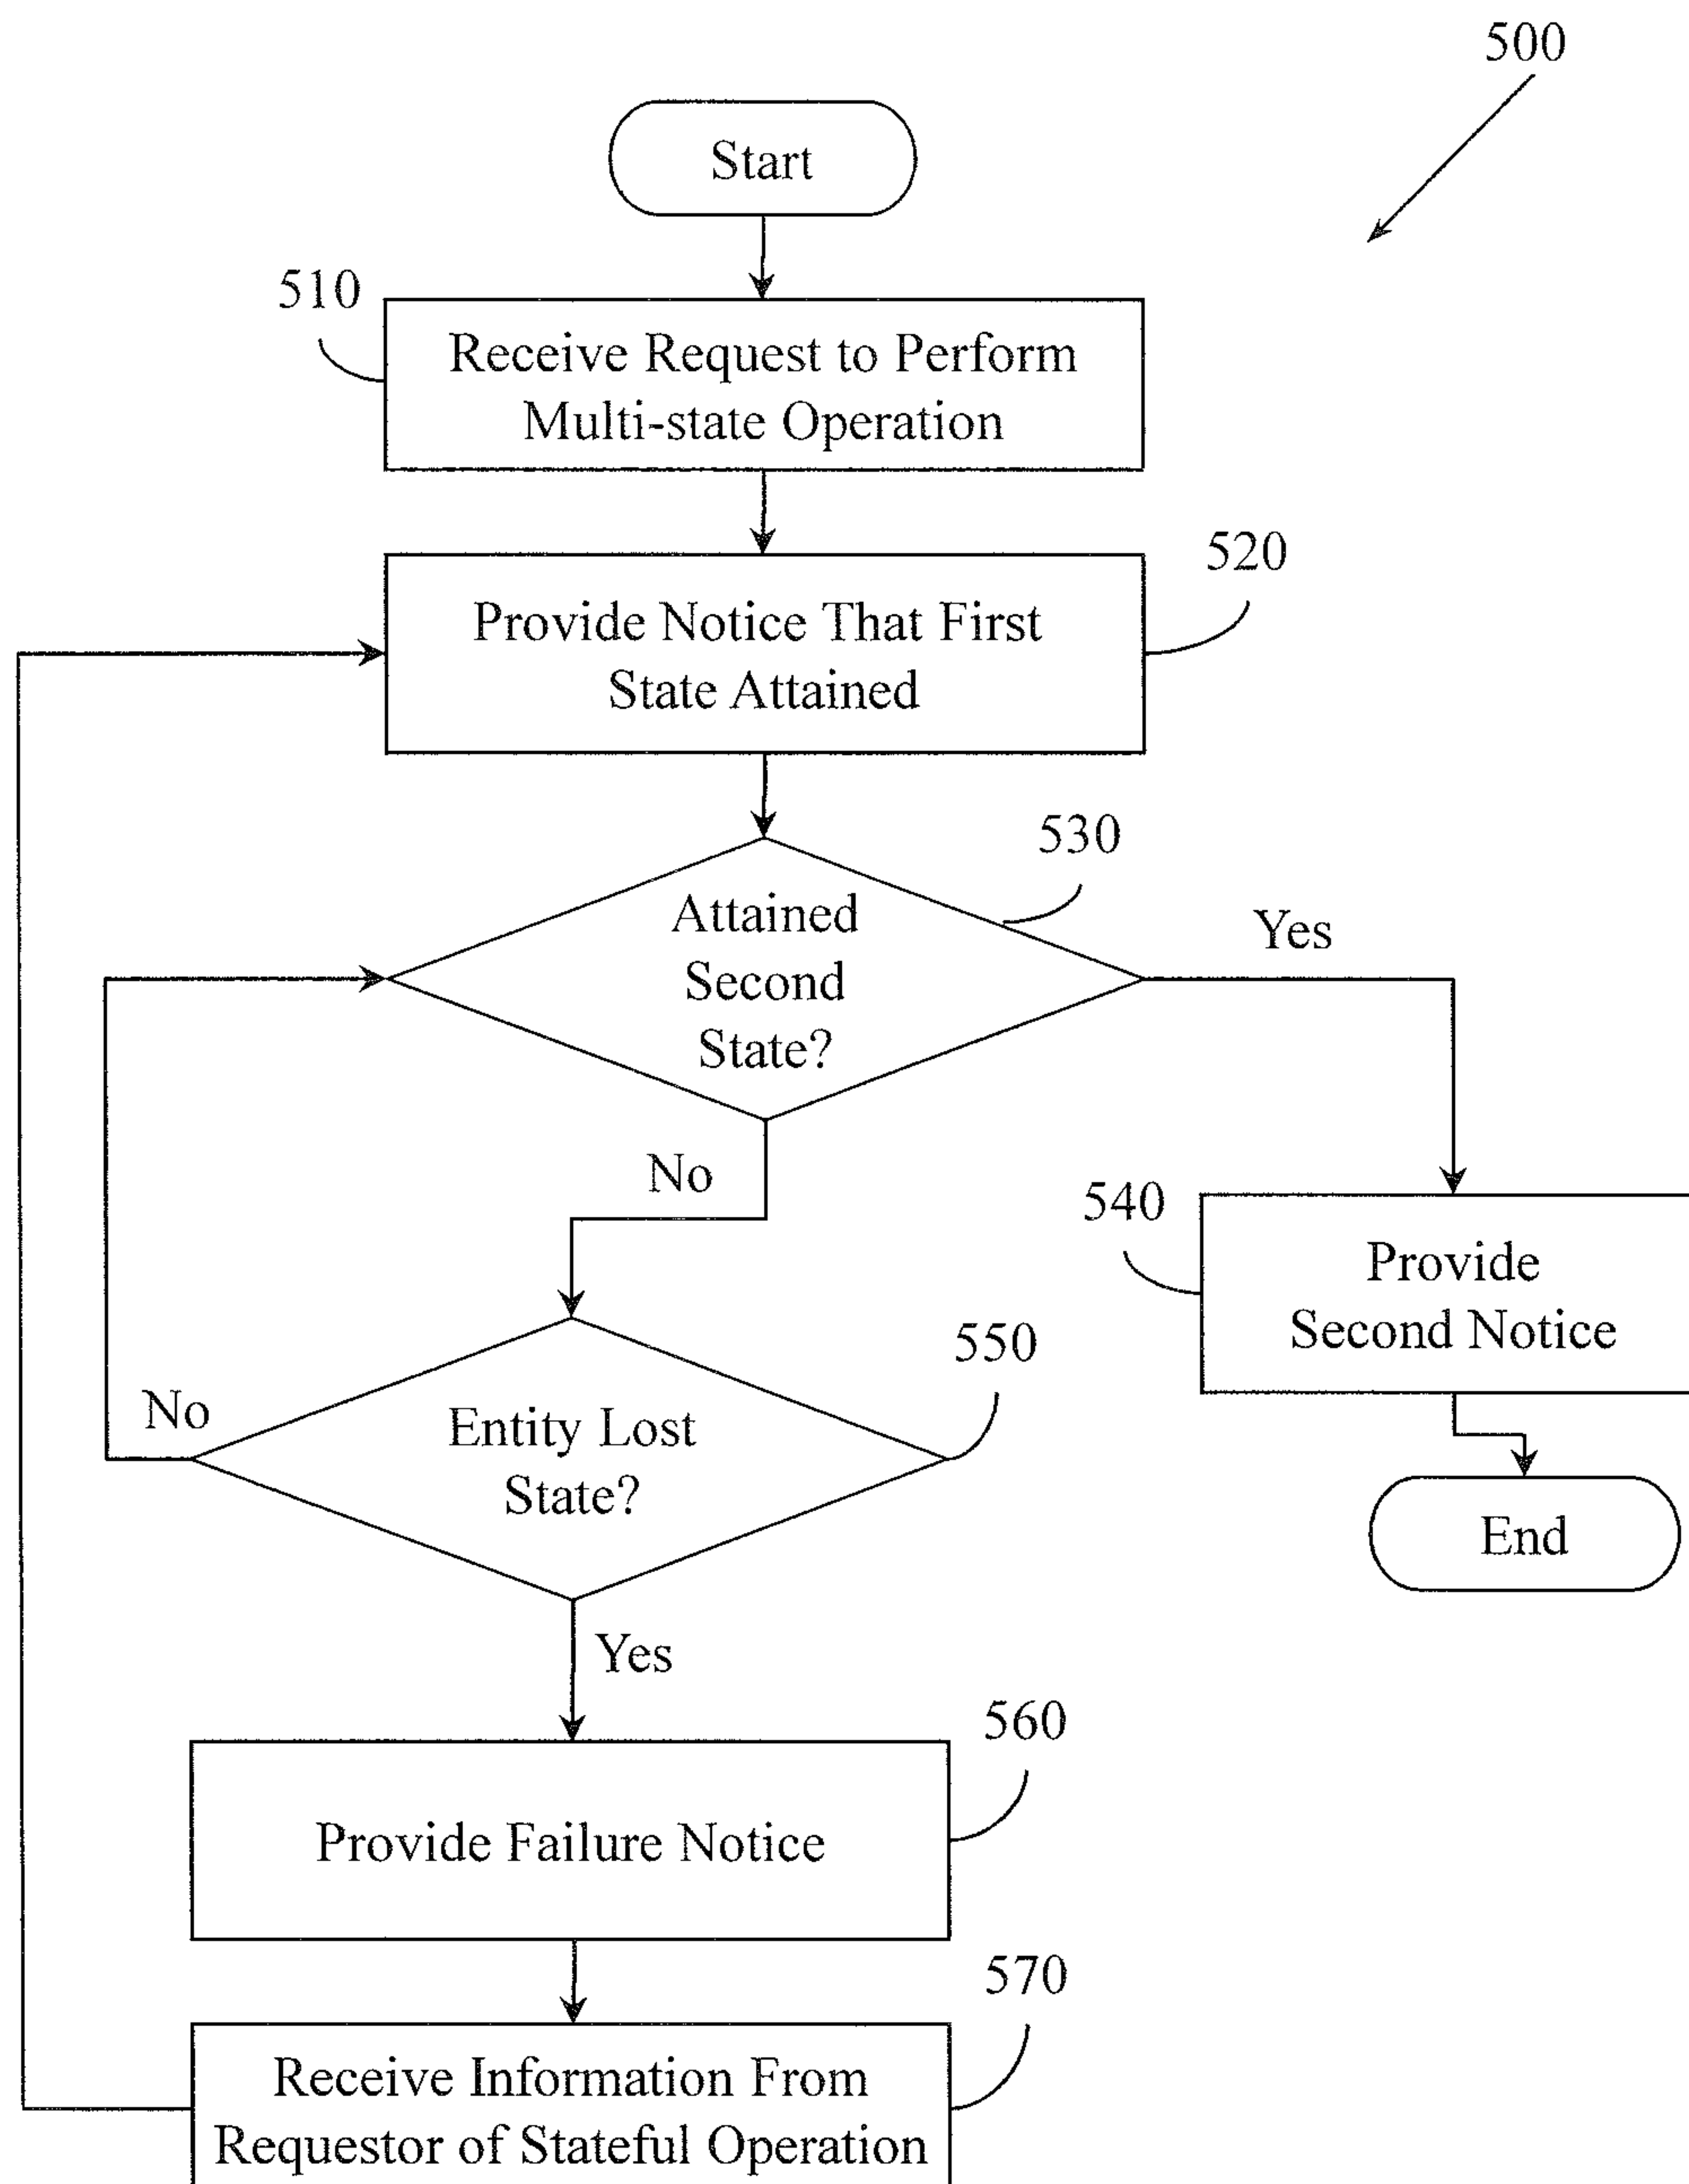 500
Start
510
Receive Request to Perform
Multi-state Operation
520
Provide Notice That First
State Attained
530
Attained
Second
State?
Yes
No
540
Provide
Second Notice
550
Entity Lost
State?
No
End
Yes
560
Provide Failure Notice
570
Receive Information From
Requestor of Stateful Operation